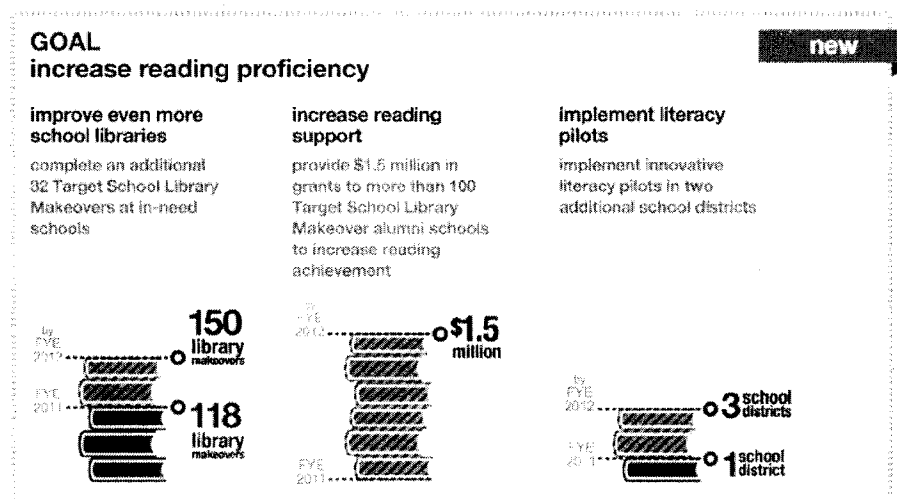 GOAL
increase reading proficiency
new
improve even more
school libraries
complete an additional
32 Target School Library
Makeovers at in-need
schools
increase reading
support
provide $1.5 million in
grants to more than 100
Target School Library
Makeover alumni schools
to increase reading
achievement
implement literacy
pilots
implement innovative
literacy pilots in two
additional school districts
by
FYE
2012
150
library
makeovers
FYE
2011
118
library
makeovers
by
FYE
2012
$1.5
million
FYE
2011
by
FYE
2012
3 school
districts
FYE
2011
1 school
district